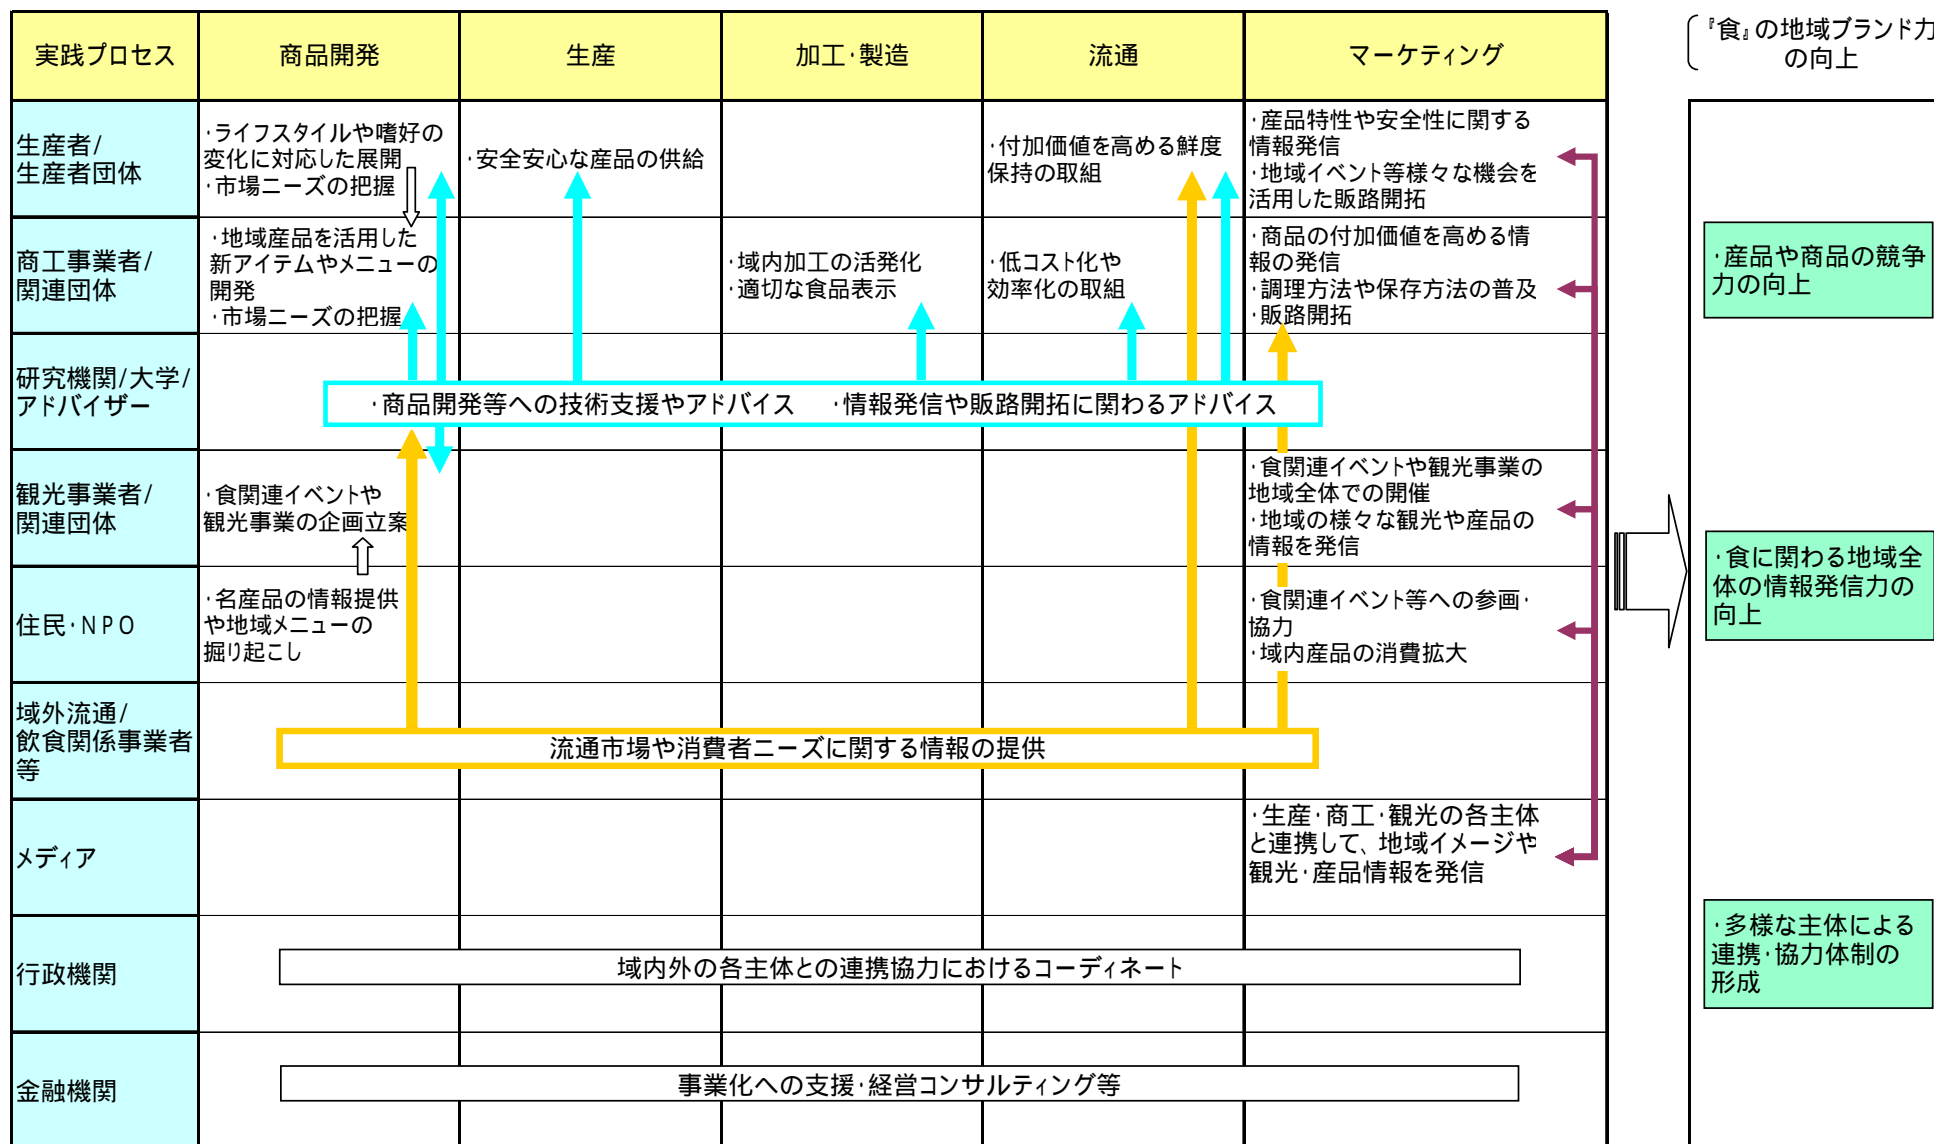 実践プロセス
商品開発
生産
加工・製造
流通
マーケティング
『食』の地域ブランド力
の向上
生産者/
生産者団体
・ライフスタイルや嗜好の
変化に対応した展開
・市場ニーズの把握
・安全安心な産品の供給
・付加価値を高める鮮度
保持の取組
・産品特性や安全性に関する
情報発信
・地域イベント等様々な機会を
活用した販路開拓
商工事業者/
関連団体
・地域産品を活用した
新アイテムやメニューの
開発
・市場ニーズの把握
・域内加工の活発化
・適切な食品表示
・低コスト化や
効率化の取組
・商品の付加価値を高める情
報の発信
・調理方法や保存方法の普及
・販路開拓
・産品や商品の競争
力の向上
研究機関/大学/
アドバイザー
・商品開発等への技術支援やアドバイス　・情報発信や販路開拓に関わるアドバイス
観光事業者/
関連団体
・食関連イベントや
観光事業の企画立案
・食関連イベントや観光事業の
地域全体での開催
・地域の様々な観光や産品の
情報を発信
・食に関わる地域全
体の情報発信力の
向上
住民・NPO
・名産品の情報提供
や地域メニューの
掘り起こし
・食関連イベント等への参画・
協力
・域内産品の消費拡大
域外流通/
飲食関係事業者
等
流通市場や消費者ニーズに関する情報の提供
メディア
・生産・商工・観光の各主体
と連携して、地域イメージや
観光・産品情報を発信
行政機関
域内外の各主体との連携協力におけるコーディネート
・多様な主体による
連携・協力体制の
形成
金融機関
事業化への支援・経営コンサルティング等